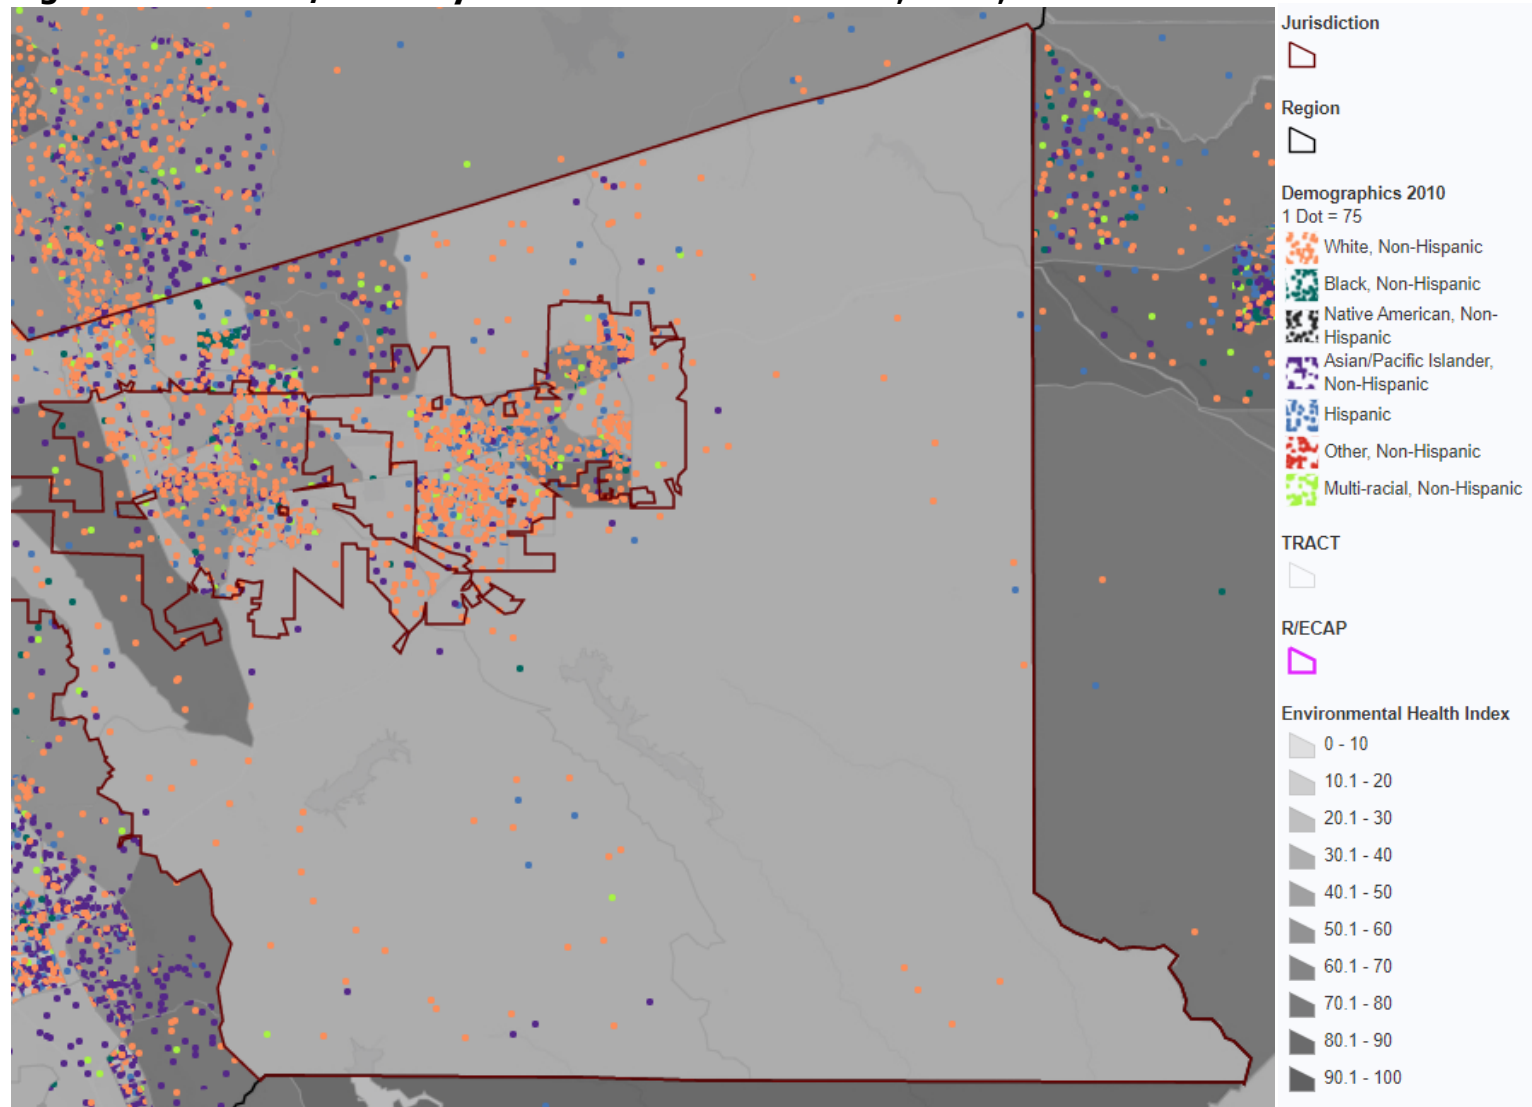 Jurisdiction
Region
Demographics 2010
1 Dot = 75
White, Non-Hispanic
Black, Non-Hispanic
Native American, Non-
Hispanic
Asian/Pacific Islander,
Non-Hispanic
Hispanic
Other, Non-Hispanic
Multi-racial, Non-Hispanic
TRACT
R/ECAP
Environmental Health Index
0 - 10
10.1 - 20
20.1 - 30
30.1 - 40
40.1 - 50
50.1 - 60
60.1 - 70
70.1 - 80
80.1 - 90
90.1 - 100